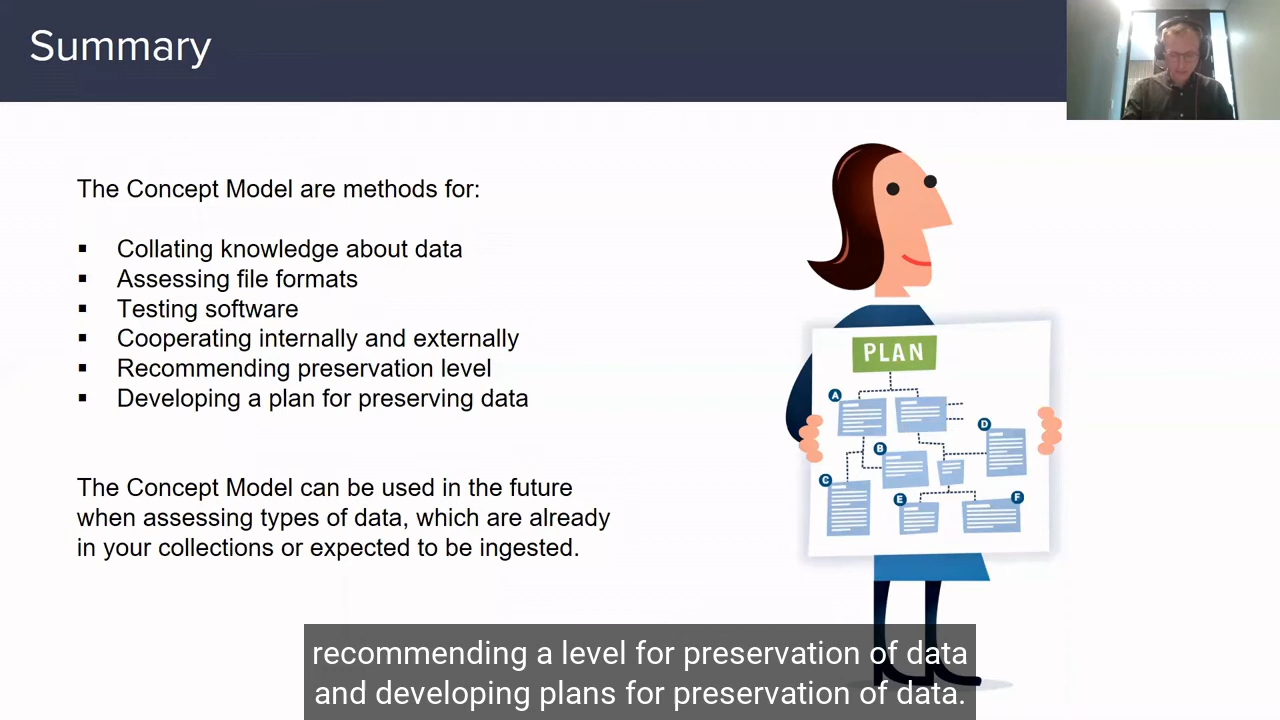 Summary
The Concept Model are methods for:
▪ Collating knowledge about data
▪ Assessing file formats
▪ Testing software
▪ Cooperating internally and externally
▪ Recommending preservation level
▪ Developing a plan for preserving data
The Concept Model can be used in the future
when assessing types of data, which are already
in your collections or expected to be ingested.
PLAN
A
D
B
C
E
F
recommending a level for preservation of data
and developing plans for preservation of data.